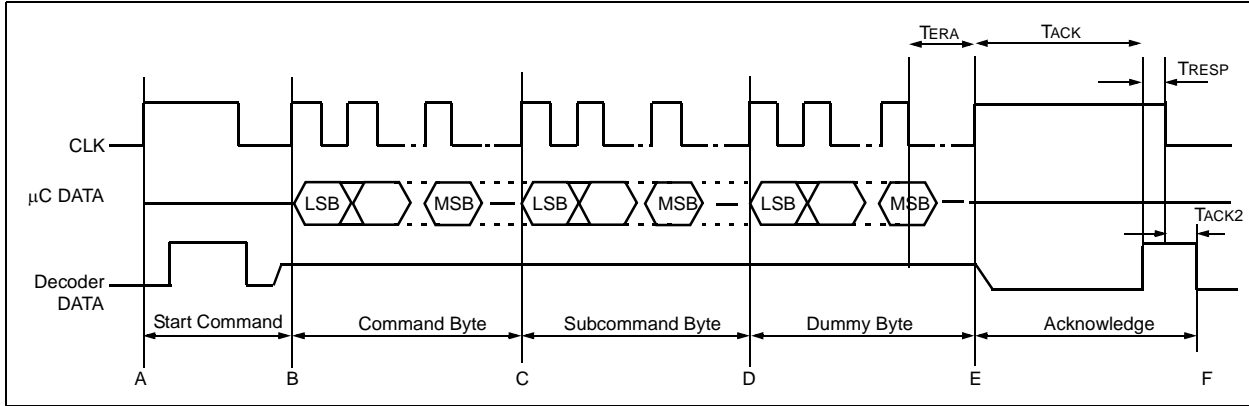 TERA
TACK
TRESP
CLK
μC DATA
LSB
MSB
LSB
MSB
LSB
MSB
TACK2
Decoder
DATA
Start Command
Command Byte
Subcommand Byte
Dummy Byte
Acknowledge
A
B
C
D
E
F